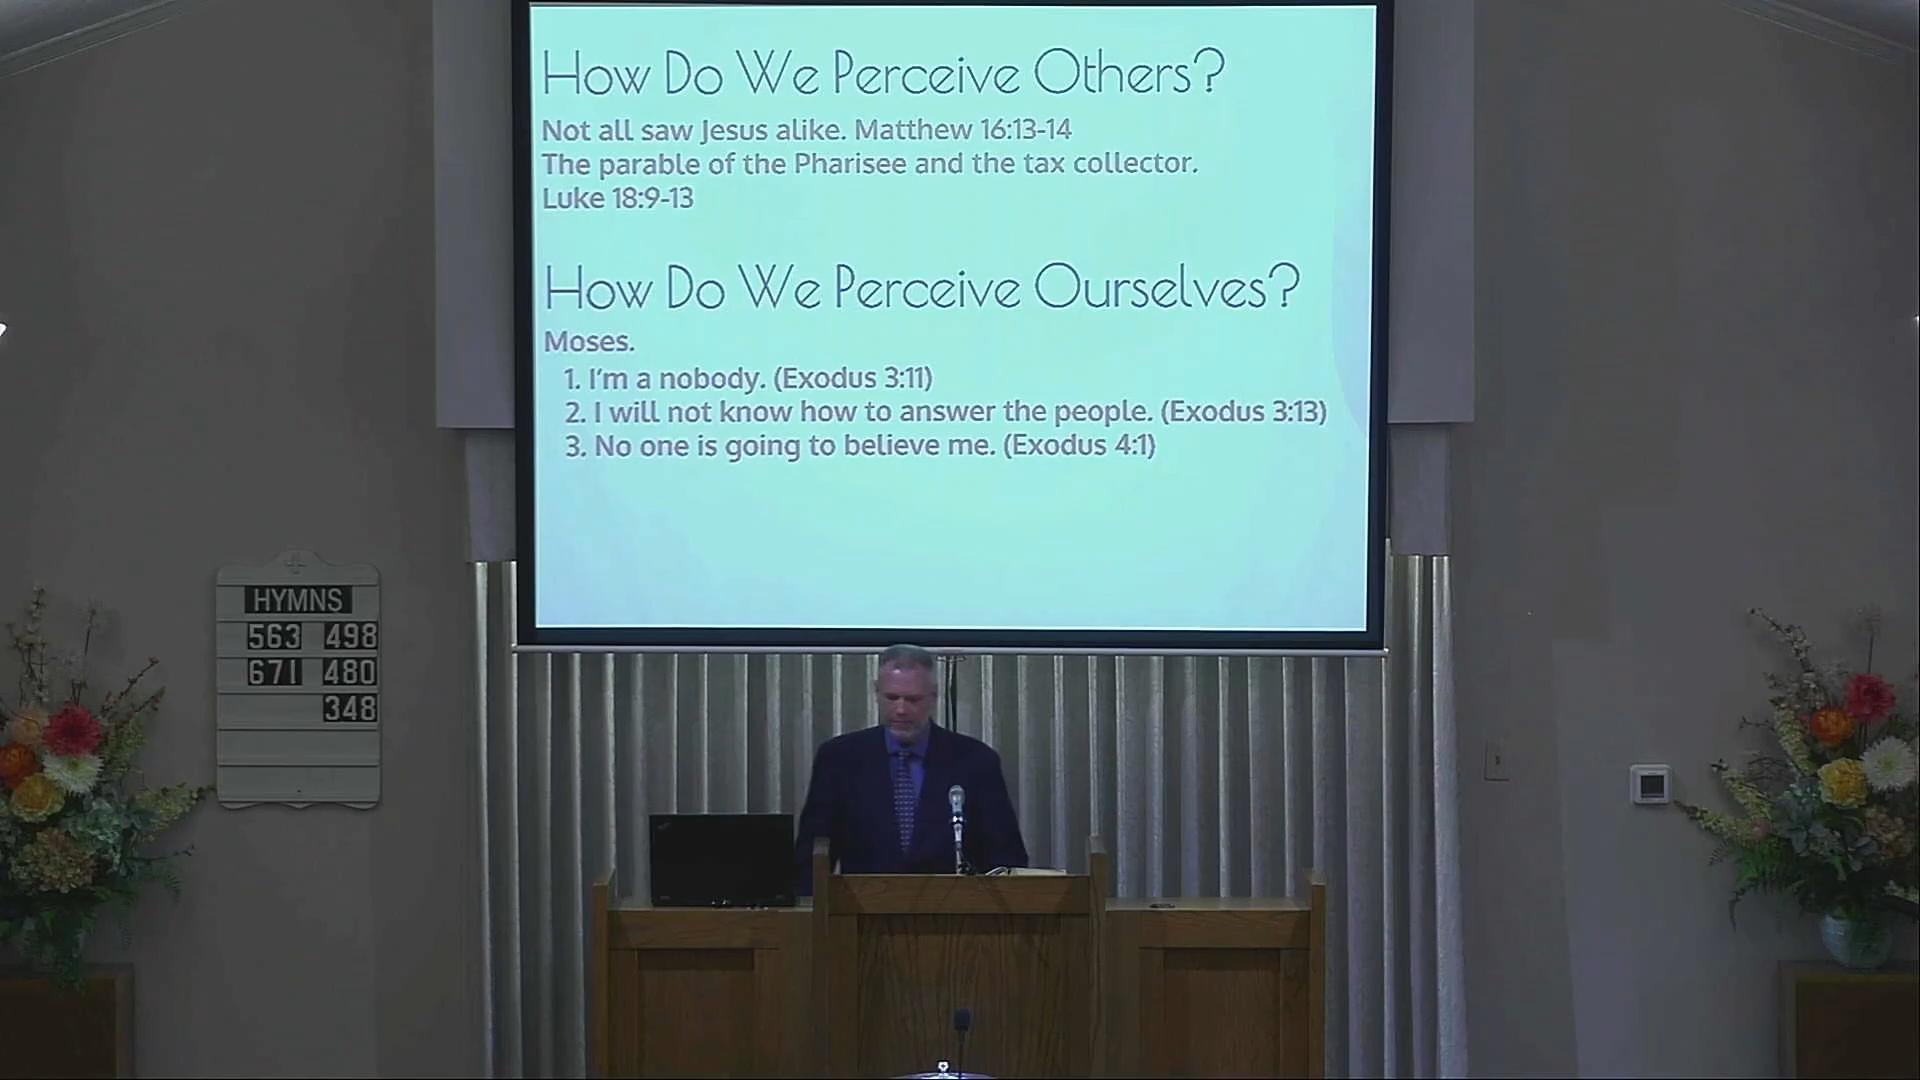 How Do We Perceive Others?
Not all saw Jesus alike. Matthew 16:13-14
The parable of the Pharisee and the tax collector.
Luke 18:9-13
How Do We Perceive Ourselves?
Moses.
1. I'm a nobody. (Exodus 3:11)
2. I will not know how to answer the people. (Exodus 3:13)
3. No one is going to believe me. (Exodus 4:1)
HYMNS
563 498
671 480
348